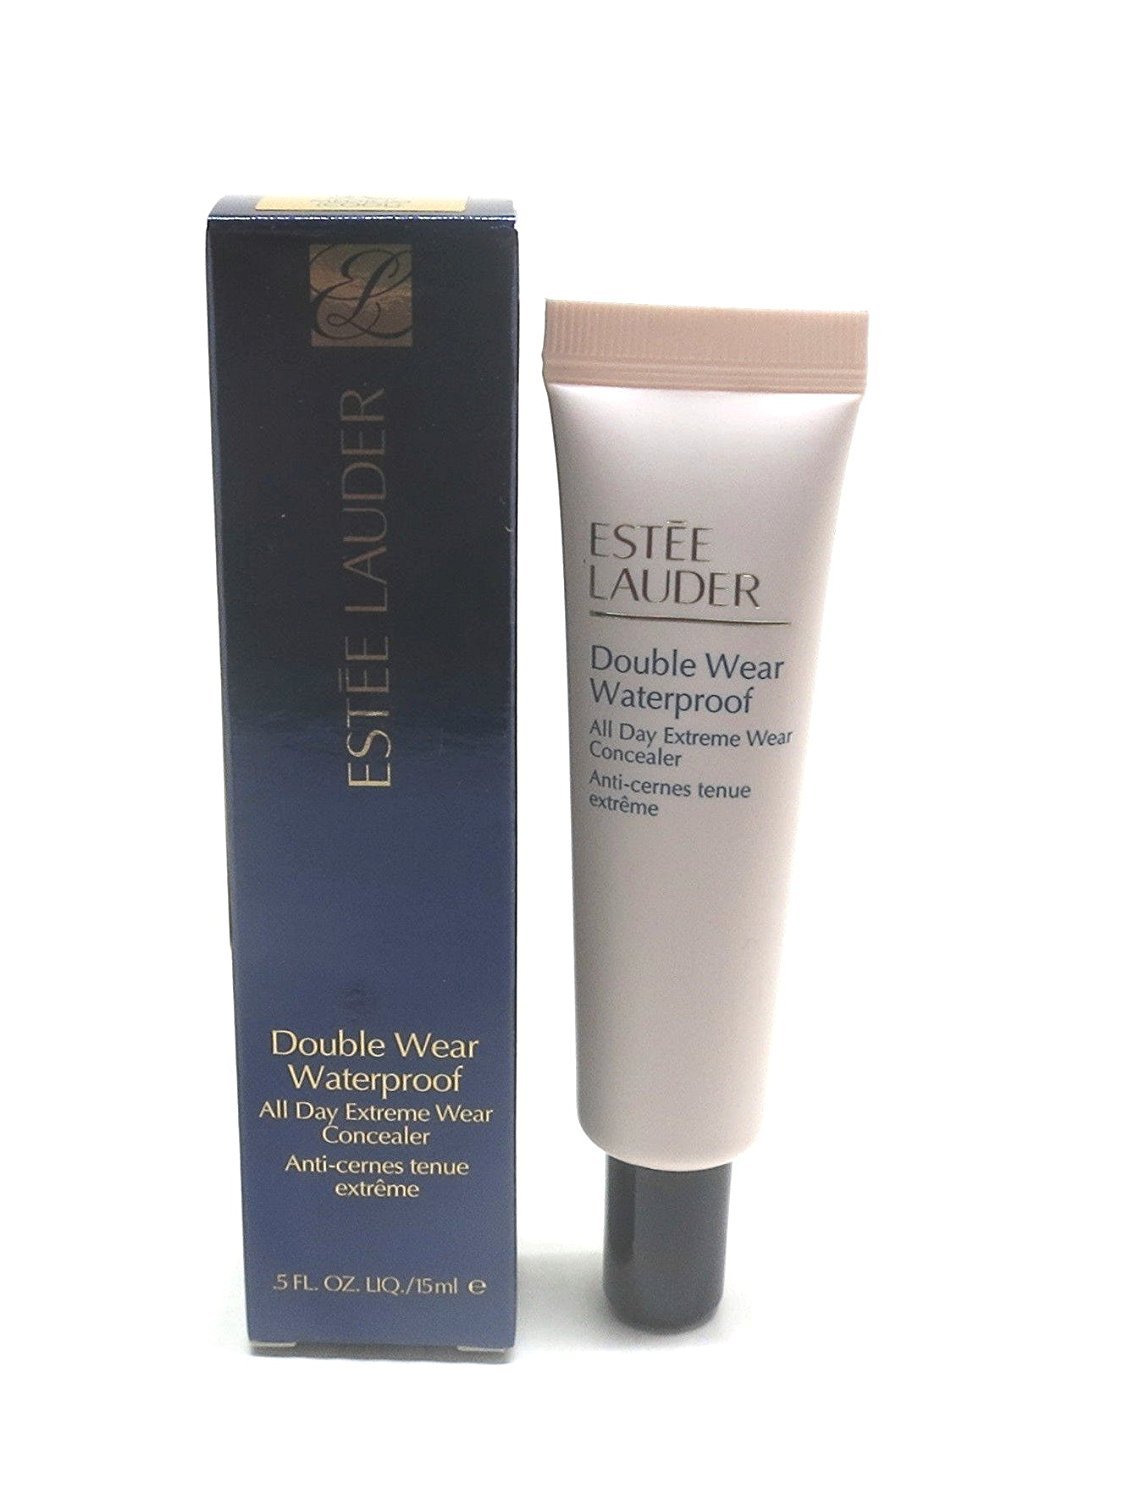 ESTĒE LAUDER
Double Wear
Waterproof
All Day Extreme Wear
Concealer
Anti-cernes tenue
extrême
.5 FL. OZ. LIQ./15ml ℮
ESTĒE
LAUDER
Double Wear
Waterproof
All Day Extreme Wear
Concealer
Anti-cernes tenue
extrême